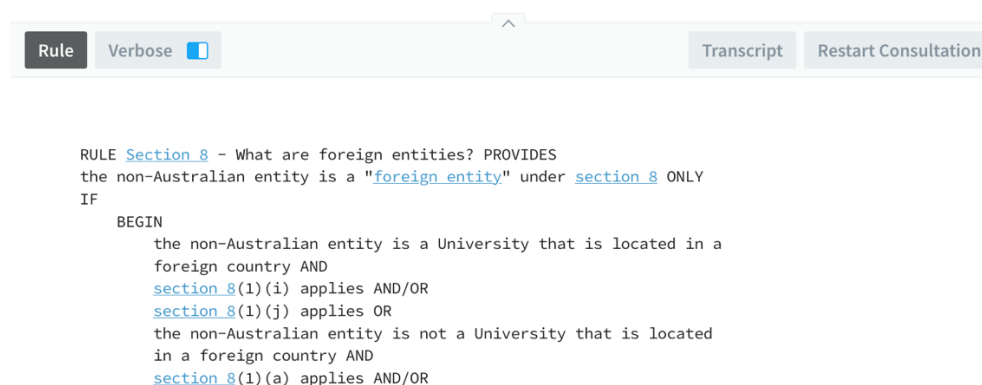 Rule Verbose Transcript Restart Consultation
RULE Section 8 - What are foreign entities? PROVIDES
the non-Australian entity is a "foreign entity" under section 8 ONLY
IF
BEGIN
the non-Australian entity is a University that is located in a
foreign country AND
section 8(1)(i) applies AND/OR
section 8(1)(j) applies OR
the non-Australian entity is not a University that is located
in a foreign country AND
section 8(1)(a) applies AND/OR